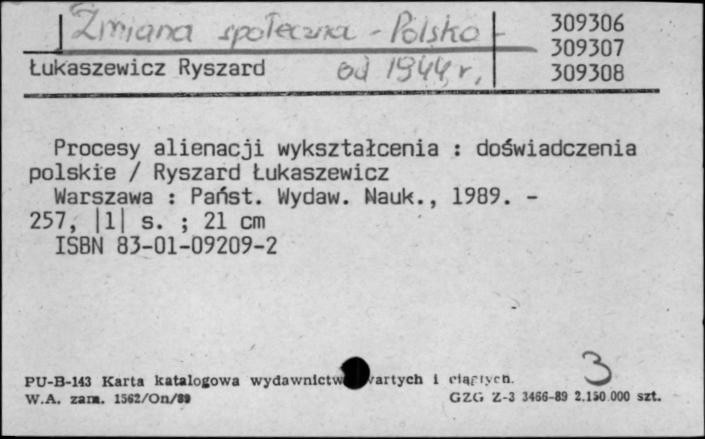 Zmiana społeczna - Polska - 309306
309307
Łukaszewicz Ryszard od 1944 r. 309308
Procesy alienacji wykształcenia : doświadczenia
polskie / Ryszard Łukaszewicz
Warszawa : Państ. Wydaw. Nauk., 1989. -
257, |1| s. ; 21 cm
ISBN 83-01-09209-2
3
PU-B-143 Karta katalogowa wydawnictw i ciągłych.
W.A. zam. 1562/On/89 GZG Z-3 3466-89 2.150.000 szt.